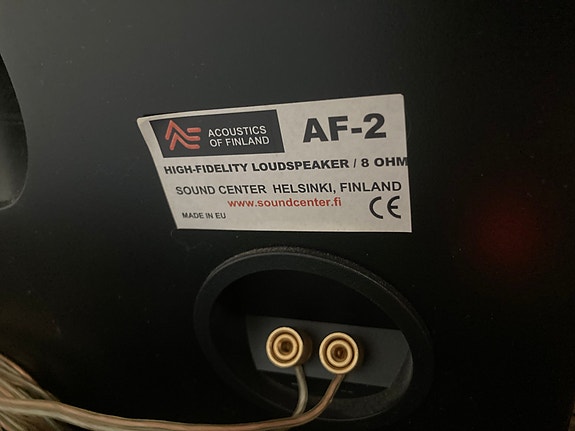 ACOUSTICS
OF FINLAND
AF-2
HIGH-FIDELITY LOUDSPEAKER / 8 OHM
SOUND CENTER HELSINKI, FINLAND
www.soundcenter.fi
MADE IN EU
CE